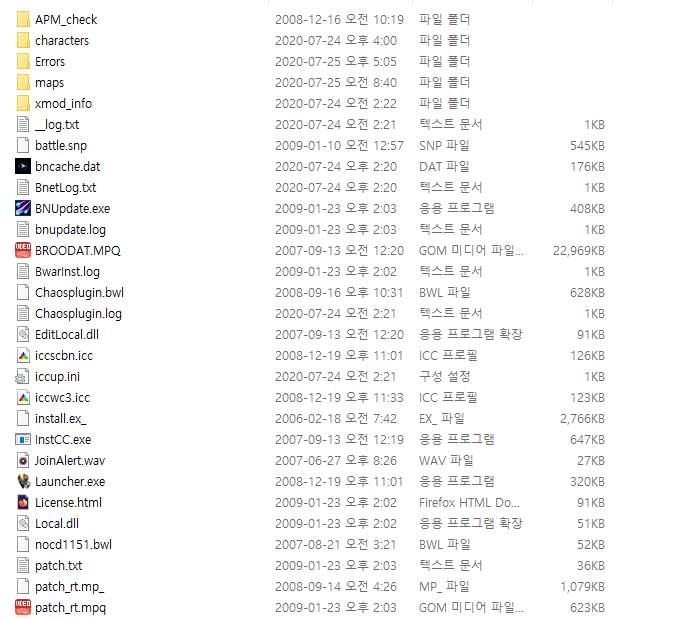 APM_check 2008-12-16 오전 10:19 파일 폴더
characters 2020-07-24 오후 4:00 파일 폴더
Errors 2020-07-25 오후 5:05 파일 폴더
maps 2020-07-25 오전 8:40 파일 폴더
xmod_info 2020-07-24 오전 2:22 파일 폴더
__log.txt 2020-07-24 오후 2:21 텍스트 문서 1KB
battle.snp 2009-01-10 오전 12:57 SNP 파일 545KB
bncache.dat 2020-07-24 오후 2:20 DAT 파일 176KB
BnetLog.txt 2020-07-24 오후 2:20 텍스트 문서 1KB
BNUpdate.exe 2009-01-23 오후 2:03 응용 프로그램 408KB
bnupdate.log 2009-01-23 오후 2:03 텍스트 문서 1KB
VIDEO BROODAT.MPQ 2007-09-13 오전 12:20 GOM 미디어 파일... 22,969KB
BwarInst.log 2009-01-23 오후 2:02 텍스트 문서 1KB
Chaosplugin.bwl 2008-09-16 오후 10:31 BWL 파일 628KB
Chaosplugin.log 2020-07-24 오후 2:21 텍스트 문서 1KB
EditLocal.dll 2007-09-13 오전 12:20 응용 프로그램 확장 91KB
iccscbn.icc 2008-12-19 오후 11:01 ICC 프로필 126KB
iccup.ini 2020-07-24 오전 2:21 구성 설정 1KB
iccwc3.icc 2008-12-19 오후 11:33 ICC 프로필 123KB
install.ex_ 2006-02-18 오전 7:42 EX_ 파일 2,766KB
InstCC.exe 2007-09-13 오전 12:19 응용 프로그램 647KB
JoinAlert.wav 2007-06-27 오후 8:26 WAV 파일 27KB
Launcher.exe 2008-12-19 오후 11:01 응용 프로그램 320KB
License.html 2009-01-23 오후 2:02 Firefox HTML Do... 91KB
Local.dll 2009-01-23 오후 2:02 응용 프로그램 확장 51KB
nocd1151.bwl 2007-08-21 오전 3:21 BWL 파일 52KB
patch.txt 2009-01-23 오후 2:03 텍스트 문서 36KB
patch_rt.mp_ 2008-09-14 오전 4:26 MP_ 파일 1,079KB
VIDEO patch_rt.mpq 2009-01-23 오후 2:03 GOM 미디어 파일... 623KB